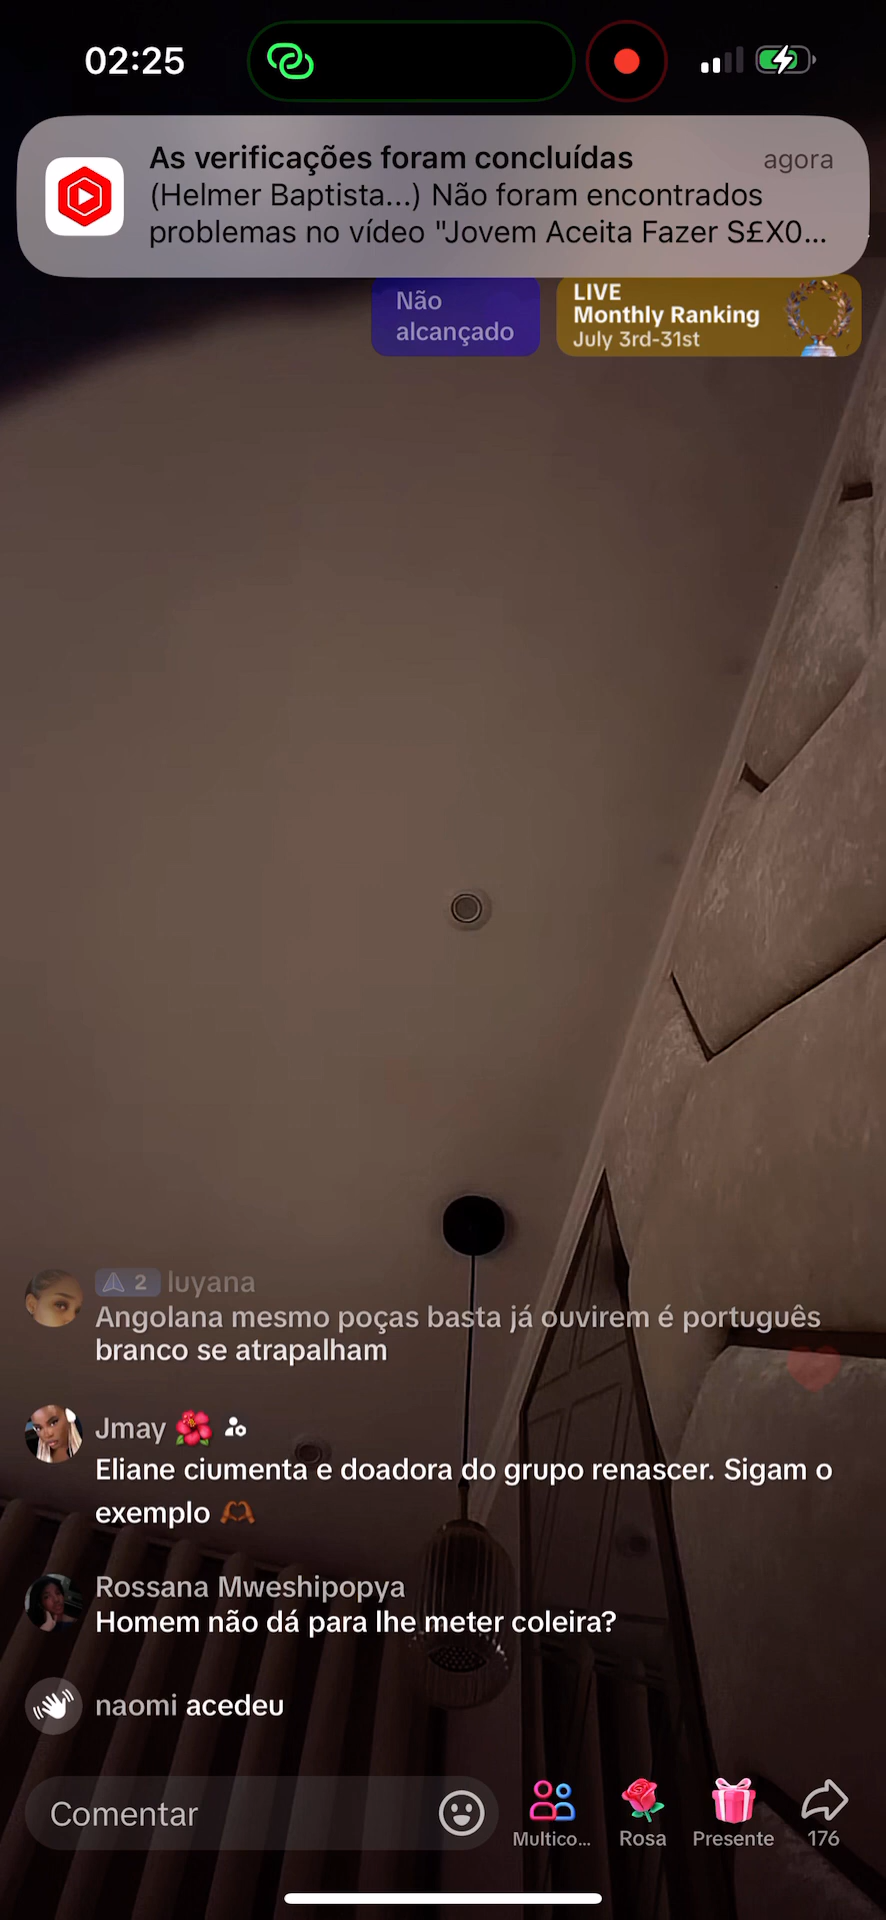 02:25
As verificações foram concluídas
agora
(Helmer Baptista...) Não foram encontrados
problemas no vídeo "Jovem Aceita Fazer S£X0...
Não
alcançado
LIVE
Monthly Ranking
July 3rd-31st
2 luyana
Angolana mesmo poças basta já ouvirem é português
branco se atrapalham
Jmay 🌺
Eliane ciumenta e doadora do grupo renascer. Sigam o
exemplo 🫶🏾
Rossana Mweshipopya
Homem não dá para lhe meter coleira?
naomi acedeu
Comentar
Multico...
Rosa
Presente
176